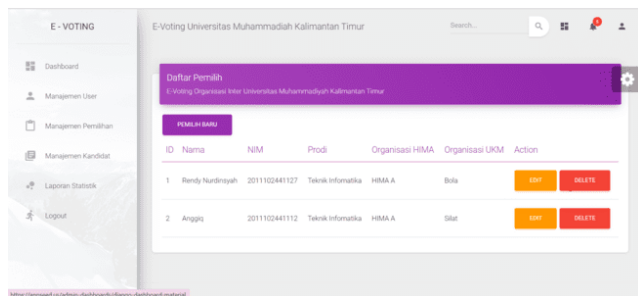 E - VOTING
E-Voting Universitas Muhammadiah Kalimantan Timur
Search...
Dashboard
Manajemen User
Manajemen Pemilihan
Manajemen Kandidat
Laporan Statistik
Logout
Daftar Pemilih
E-Voting Organisasi Inter Universitas Muhammadiyah Kalimantan Timur
PEMILIH BARU
ID Nama NIM Prodi Organisasi HIMA Organisasi UKM Action
1 Rendy Nurdinsyah 2011102441127 Teknik Infomatika HIMA A Bola EDIT DELETE
2 Anggiq 2011102441112 Teknik Infomatika HIMA A Silat EDIT DELETE